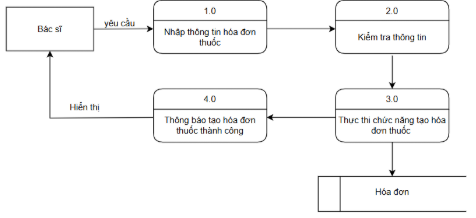 Bác sĩ
yêu cầu
1.0
Nhập thông tin hóa đơn
thuốc
2.0
Kiểm tra thông tin
Hiển thị
4.0
Thông báo tạo hóa đơn
thuốc thành công
3.0
Thực thi chức năng tạo hóa
đơn thuốc
Hóa đơn